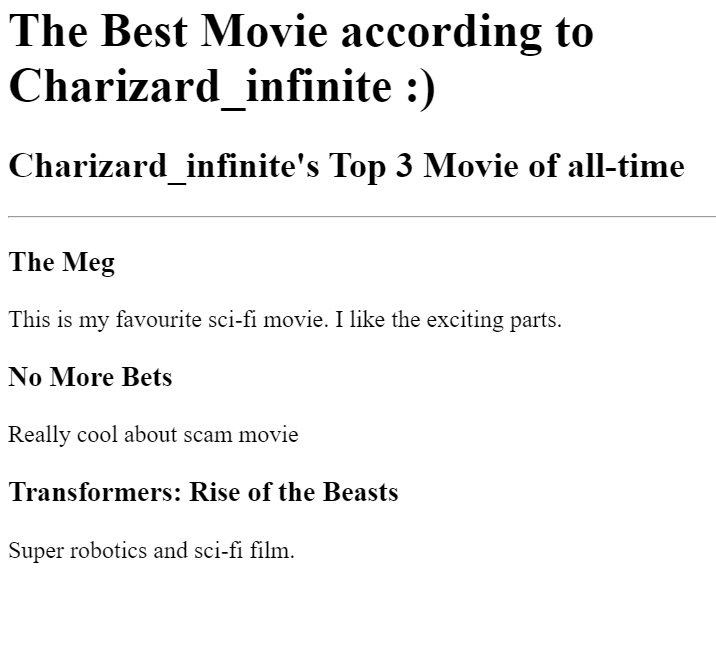 The Best Movie according to
Charizard_infinite :)
Charizard_infinite's Top 3 Movie of all-time
The Meg
This is my favourite sci-fi movie. I like the exciting parts.
No More Bets
Really cool about scam movie
Transformers: Rise of the Beasts
Super robotics and sci-fi film.